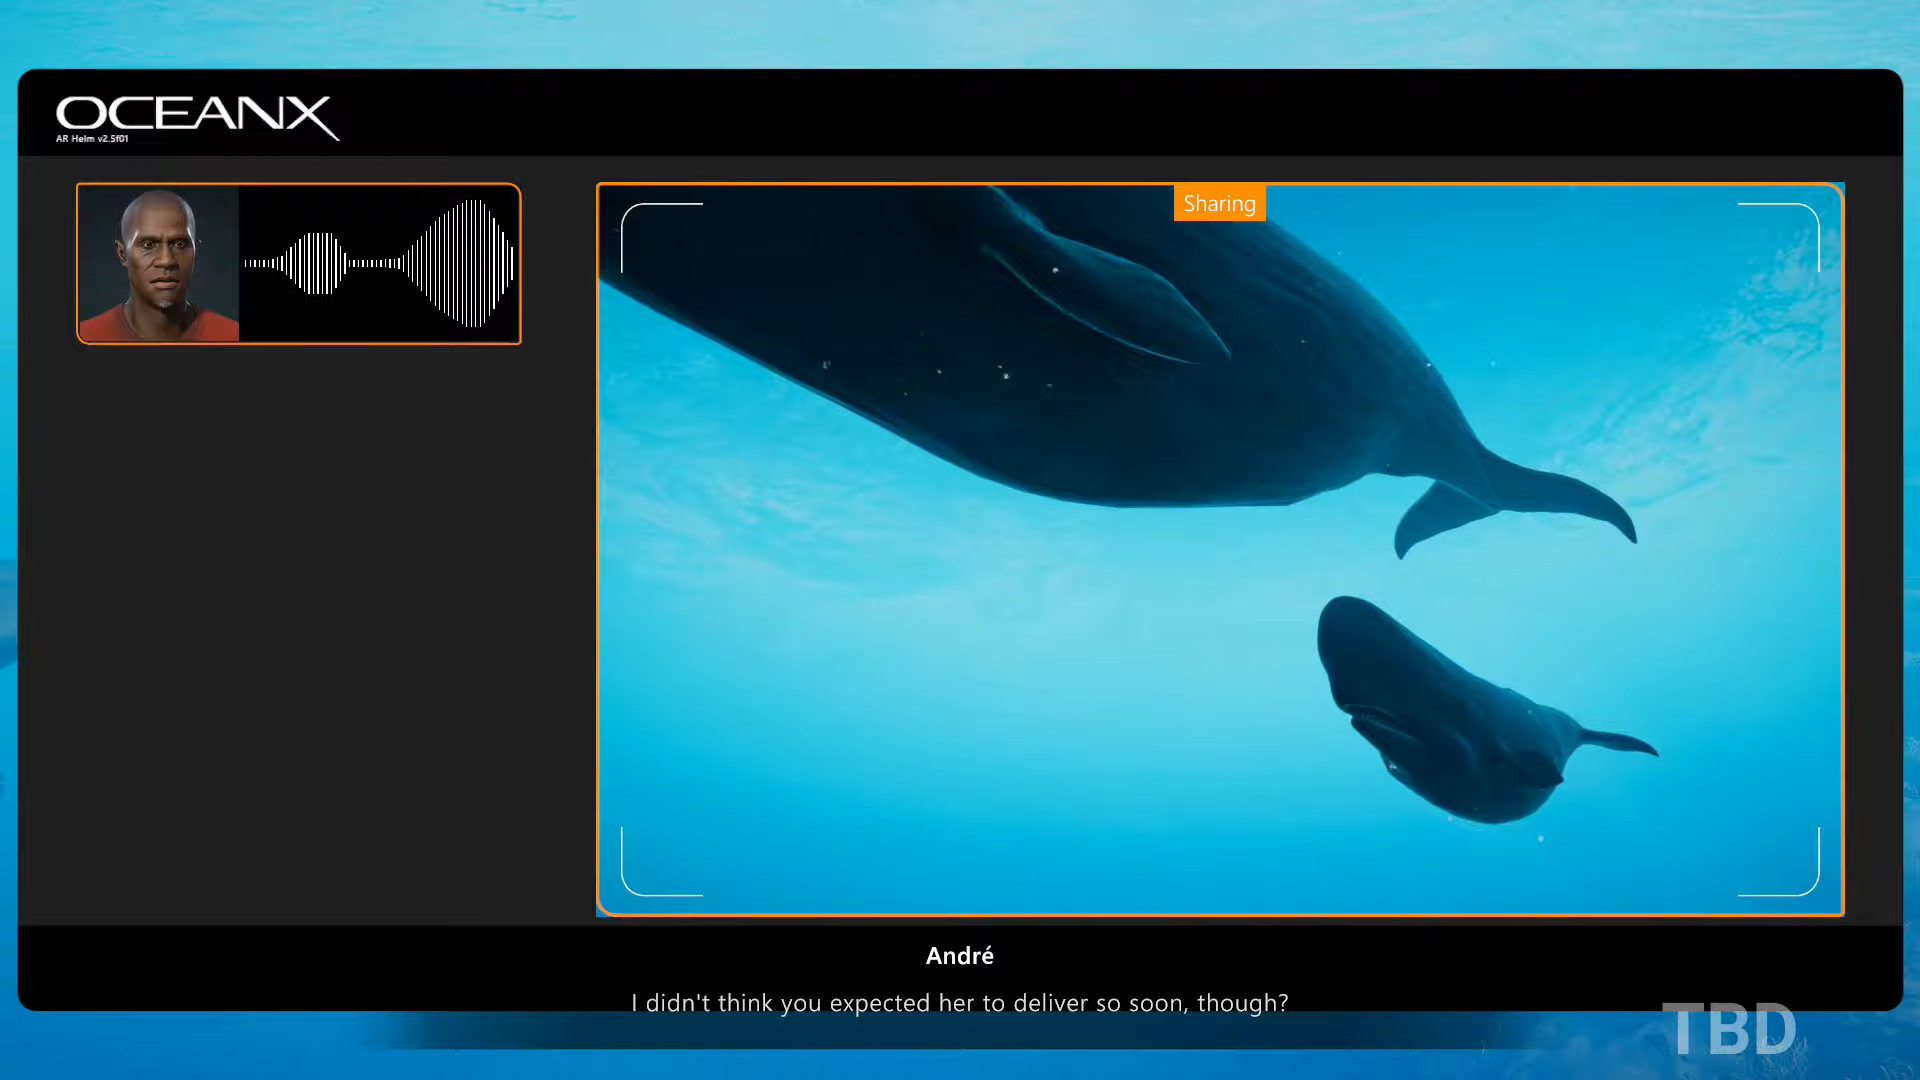 OCEANX
AR Helm v2.5f01
Sharing
André
I didn't think you expected her to deliver so soon, though?
TBD